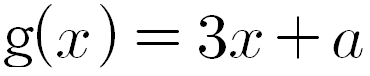 g(x) = 3x + a